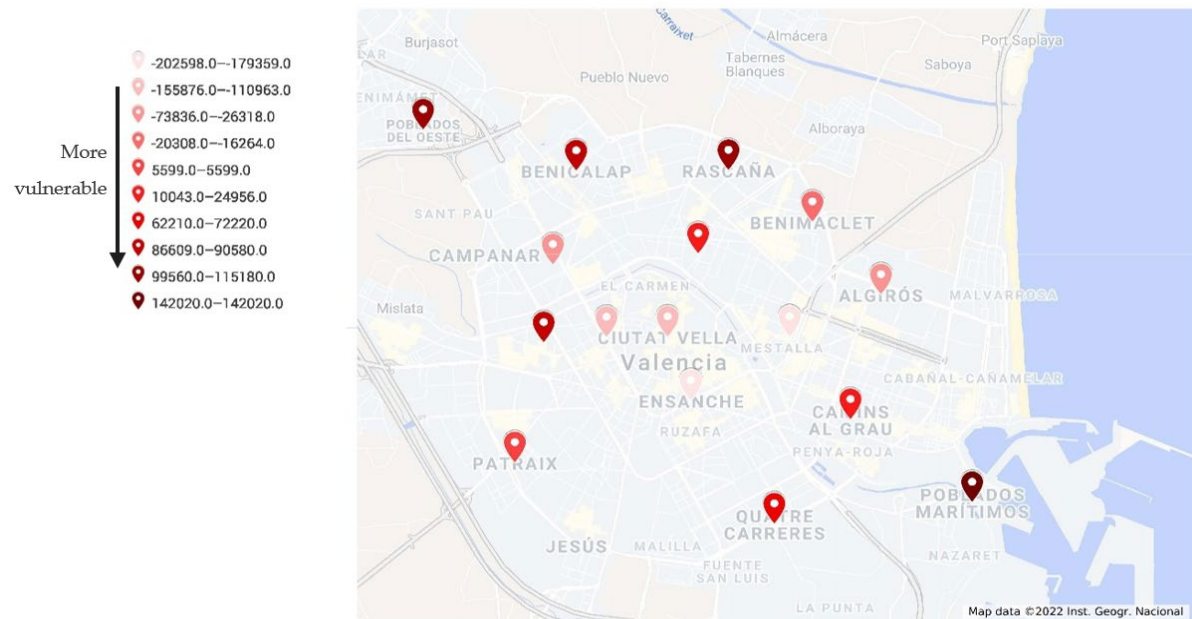 -202598.0–-179359.0
-155876.0–-110963.0
-73836.0–-26318.0
-20308.0–-16264.0
5599.0–5599.0
10043.0–24956.0
62210.0–72220.0
86609.0–90580.0
99560.0–115180.0
142020.0–142020.0
More
vulnerable
Carraixet
Burjasot
Almácera
Port Saplaya
LAR
Tabernes
Blanques
Saboya
Pueblo Nuevo
ENIMÀMET
POBLADOS
DEL OESTE
Alboraya
BENICALAP
RASCAÑA
SANT PAU
BENIMACLET
CAMPANAR
EL CARMEN
ALGIRÓS
MALVARROSA
Mislata
CIUTAT VELLA
MESTALLA
Valencia
CABAÑAL-CAÑAMELAR
ENSANCHE
CAMINS
AL GRAU
RUZAFA
PENYA-ROJA
PATRAIX
POBLADOS
MARÍTIMOS
QUATRE
CARRERES
JESÚS
MALILLA
NAZARET
FUENTE
SAN LUIS
LA PUNTA
Map data ©2022 Inst. Geogr. Nacional